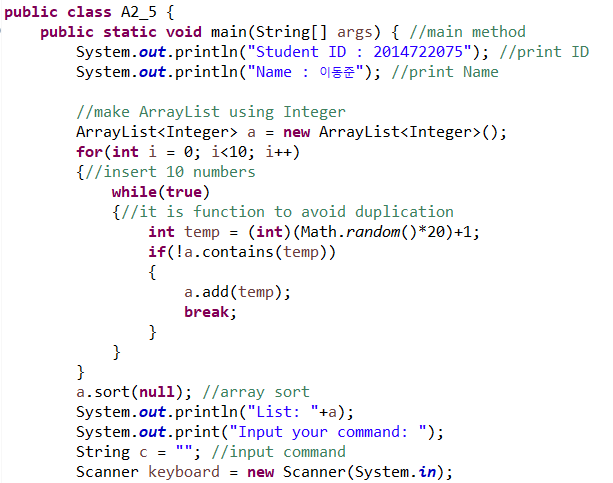 public class A2_5 {
public static void main(String[] args) { //main method
System.out.println("Student ID : 2014722075"); //print ID
System.out.println("Name : 이동준"); //print Name
//make ArrayList using Integer
ArrayList<Integer> a = new ArrayList<Integer>();
for(int i = 0; i<10; i++)
{//insert 10 numbers
while(true)
{//it is function to avoid duplication
int temp = (int)(Math.random()*20)+1;
if(!a.contains(temp))
{
a.add(temp);
break;
}
}
}
a.sort(null); //array sort
System.out.println("List: "+a);
System.out.print("Input your command: ");
String c = ""; //input command
Scanner keyboard = new Scanner(System.in);